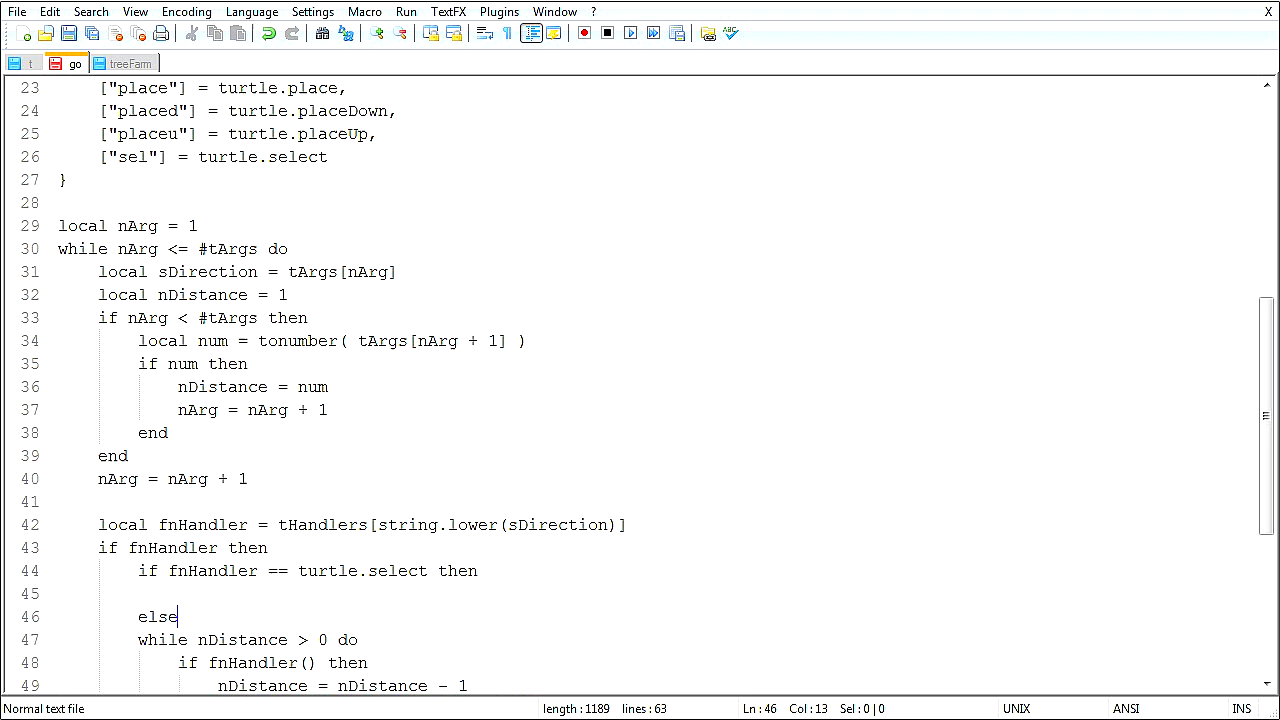 File Edit Search View Encoding Language Settings Macro Run TextFX Plugins Window ? X
t go treeFarm
23 ["place"] = turtle.place,
24 ["placed"] = turtle.placeDown,
25 ["placeu"] = turtle.placeUp,
26 ["sel"] = turtle.select
27 }
28
29 local nArg = 1
30 while nArg <= #tArgs do
31 local sDirection = tArgs[nArg]
32 local nDistance = 1
33 if nArg < #tArgs then
34 local num = tonumber( tArgs[nArg + 1] )
35 if num then
36 nDistance = num
37 nArg = nArg + 1
38 end
39 end
40 nArg = nArg + 1
41
42 local fnHandler = tHandlers[string.lower(sDirection)]
43 if fnHandler then
44 if fnHandler == turtle.select then
45
46 else
47 while nDistance > 0 do
48 if fnHandler() then
49 nDistance = nDistance - 1
Normal text file length : 1189 lines : 63 Ln : 46 Col : 13 Sel : 0 | 0 UNIX ANSI INS